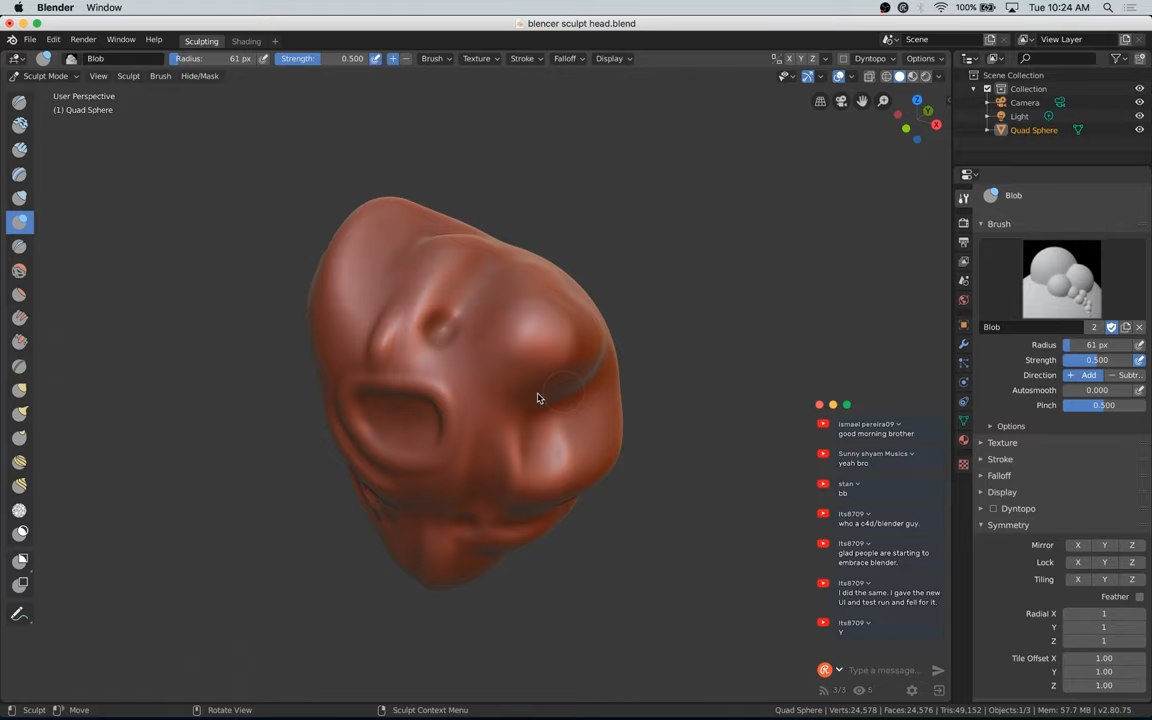 Blender Window 100% Tue 10:24 AM
blencer sculpt head.blend
File Edit Render Window Help Sculpting Shading + Scene View Layer
Blob Radius: 61 px Strength: 0.500 + − Brush Texture Stroke Falloff Display X Y Z Dyntopo Options
Sculpt Mode View Sculpt Brush Hide/Mask
User Perspective
(1) Quad Sphere
Z
Y
X
Scene Collection
Collection
Camera
Light
Quad Sphere
Blob
Brush
Blob 2
Radius 61 px
Strength 0.500
Direction + Add − Subtr..
Autosmooth 0.000
Pinch 0.500
Options
Texture
Stroke
Falloff
Display
Dyntopo
Symmetry
Mirror X Y Z
Lock X Y Z
Tiling X Y Z
Feather
Radial X 1
Y 1
Z 1
Tile Offset X 1.00
Y 1.00
Z 1.00
ismael pereira09
good morning brother
Sunny shyam Musics
yeah bro
stan
bb
Its8709
who a c4d/blender guy.
Its8709
glad people are starting to
embrace blender.
Its8709
I did the same. I gave the new
UI and test run and fell for it.
Its8709
Y
Type a message...
3/3 5
Sculpt Move Rotate View Sculpt Context Menu Quad Sphere | Verts:24,578 | Faces:24,576 | Tris:49,152 | Objects:1/3 | Mem: 57.7 MB | v2.80.75